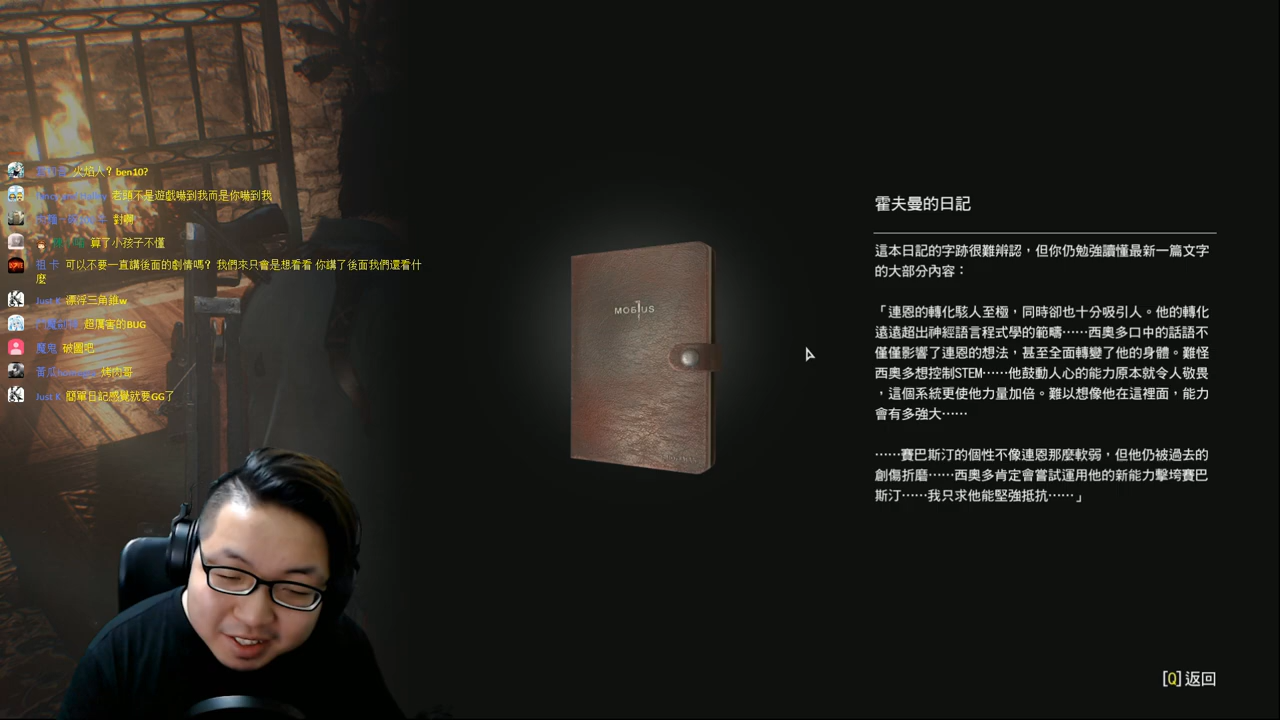 火焰人? ben10?
老頭不是遊戲嚇到我而是你嚇到我
對啊
算了小孩子不懂
祖 卡 可以不要一直講後面的劇情嗎? 我們來只會是想看看 你講了後面我們還看什
麼
Just K 漂浮三角錐w
超厲害的BUG
魔鬼 破圖吧
烤肉哥
Just K 簡單日記感覺就要GG了
MOBIUS
霍夫曼的日記
這本日記的字跡很難辨認,但你仍勉強讀懂最新一篇文字
的大部分內容:
「連恩的轉化駭人至極,同時卻也十分吸引人。他的轉化
遠遠超出神經語言程式學的範疇……西奧多口中的話語不
僅僅影響了連恩的想法,甚至全面轉變了他的身體。難怪
西奧多想控制STEM……他鼓動人心的能力原本就令人敬畏
,這個系統更使他力量加倍。難以想像他在這裡面,能力
會有多強大……
……賽巴斯汀的個性不像連恩那麼軟弱,但他仍被過去的
創傷折磨……西奧多肯定會嘗試運用他的新能力擊垮賽巴
斯汀……我只求他能堅強抵抗……」
[Q]返回